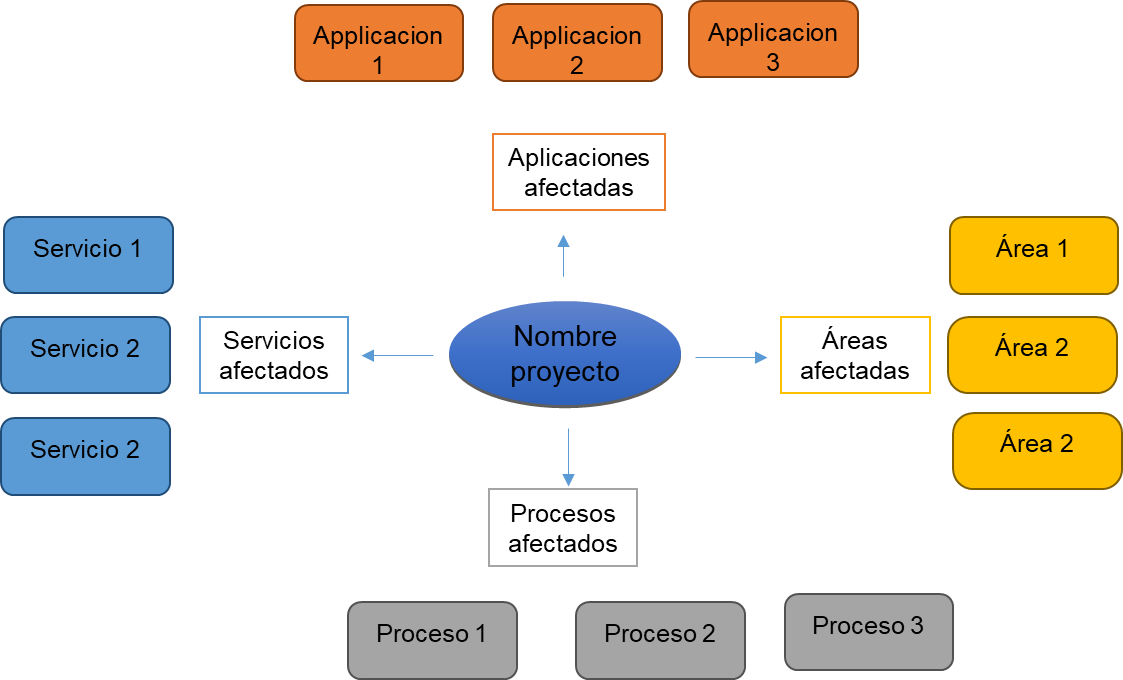 Applicacion
1
Applicacion
2
Applicacion
3
Aplicaciones
afectadas
Servicio 1
Servicio 2
Servicio 2
Servicios
afectados
Nombre
proyecto
Áreas
afectadas
Área 1
Área 2
Área 2
Procesos
afectados
Proceso 1
Proceso 2
Proceso 3